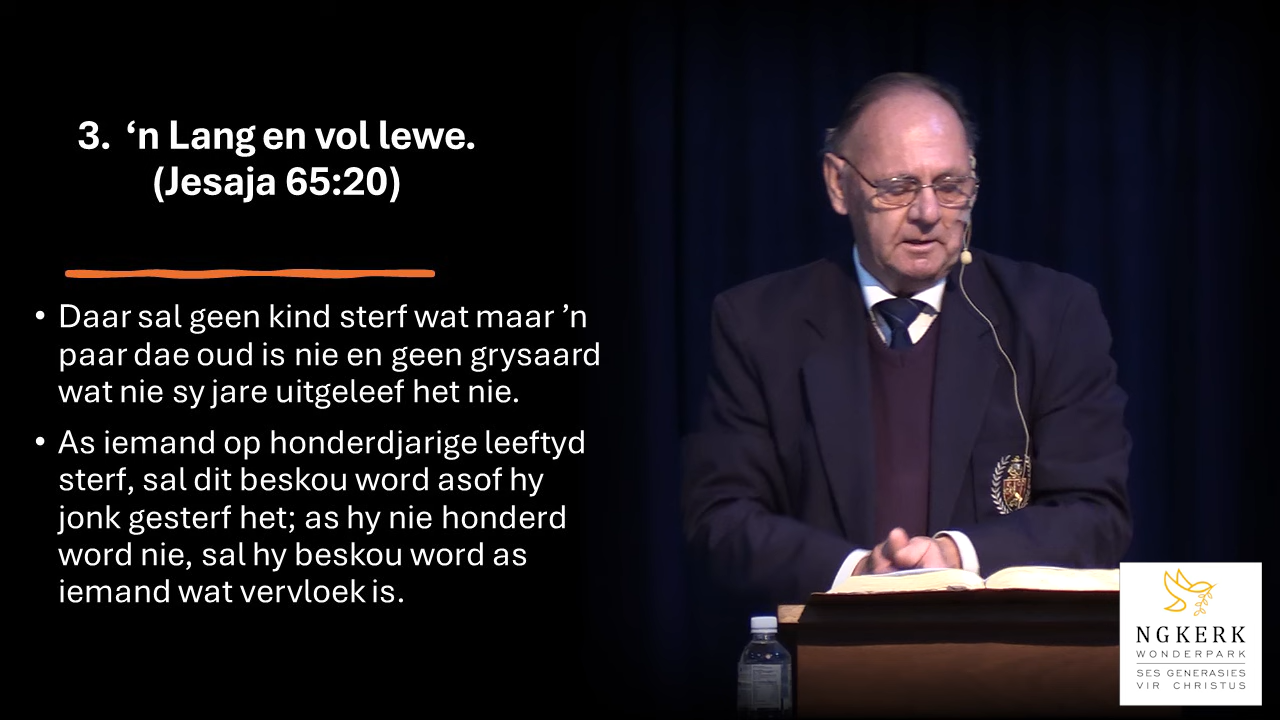 3. ‘n Lang en vol lewe.
(Jesaja 65:20)
• Daar sal geen kind sterf wat maar ’n
paar dae oud is nie en geen grysaard
wat nie sy jare uitgeleef het nie.
• As iemand op honderdjarige leeftyd
sterf, sal dit beskou word asof hy
jonk gesterf het; as hy nie honderd
word nie, sal hy beskou word as
iemand wat vervloek is.
NGKERK
WONDERPARK
SES GENERASIES
VIR CHRISTUS